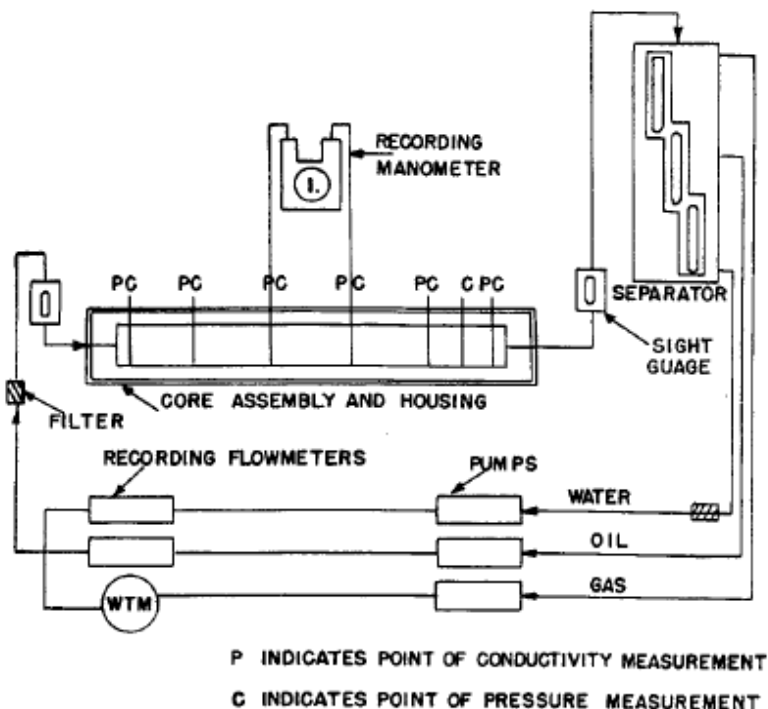 RECORDING
MANOMETER
1.
PC PC PC PC PC C PC
SEPARATOR
SIGHT
GUAGE
CORE ASSEMBLY AND HOUSING
FILTER
RECORDING FLOWMETERS
PUMPS
WATER
OIL
GAS
WTM
P INDICATES POINT OF CONDUCTIVITY MEASUREMENT
C INDICATES POINT OF PRESSURE MEASUREMENT